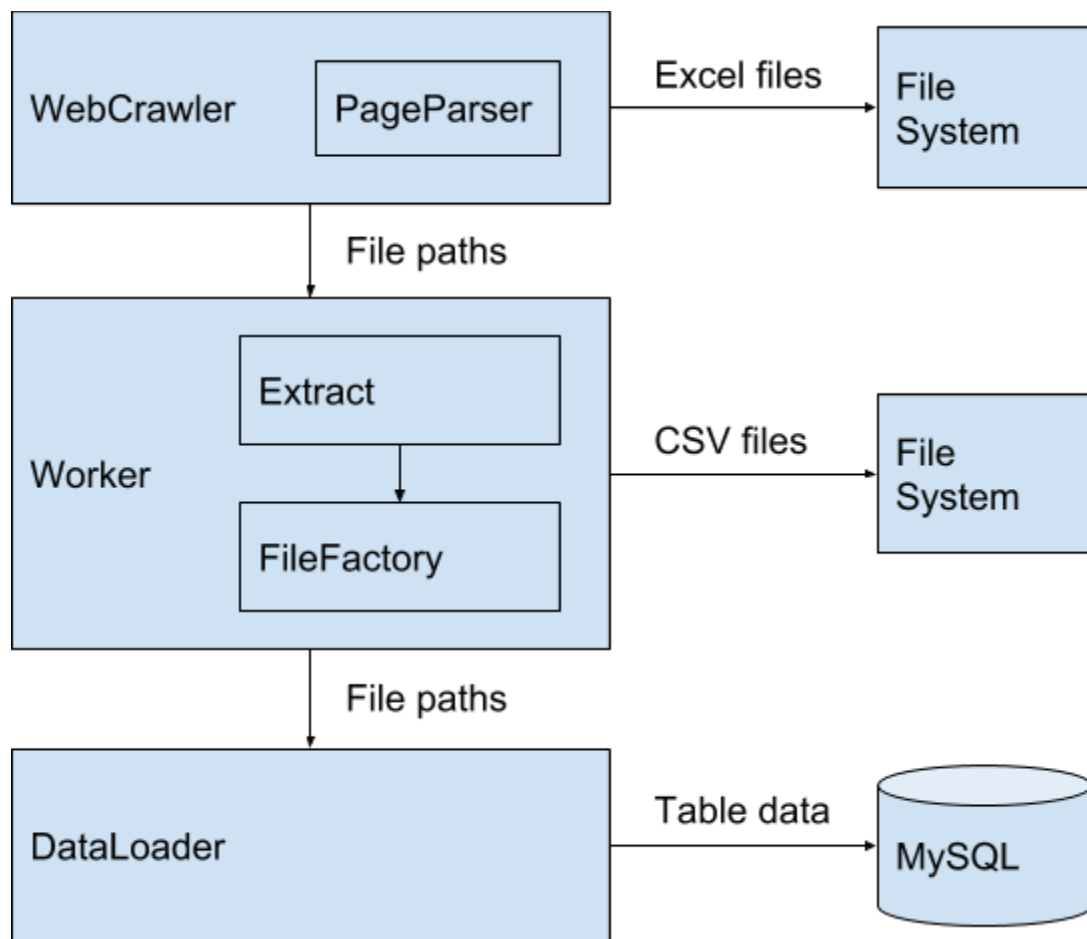 WebCrawler
PageParser
Excel files
File
System
File paths
Worker
Extract
FileFactory
CSV files
File
System
File paths
DataLoader
Table data
MySQL